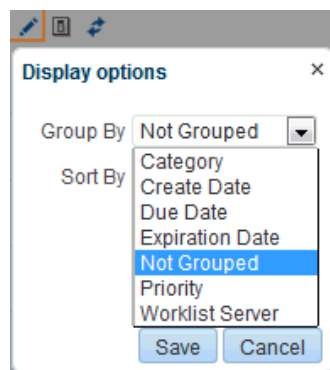 Display options ×
Group By Not Grouped
Sort By
Category
Create Date
Due Date
Expiration Date
Not Grouped
Priority
Worklist Server
Save Cancel